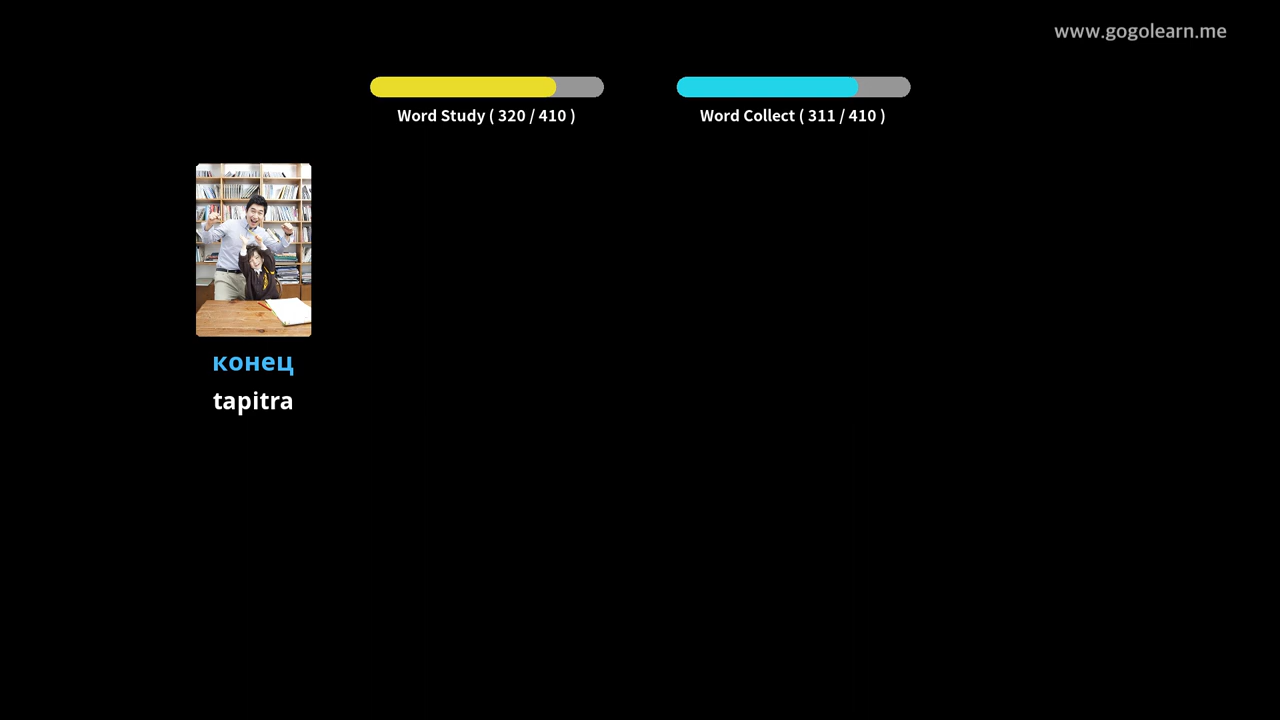 www.gogolearn.me
Word Study ( 320 / 410 )
Word Collect ( 311 / 410 )
конец
tapitra